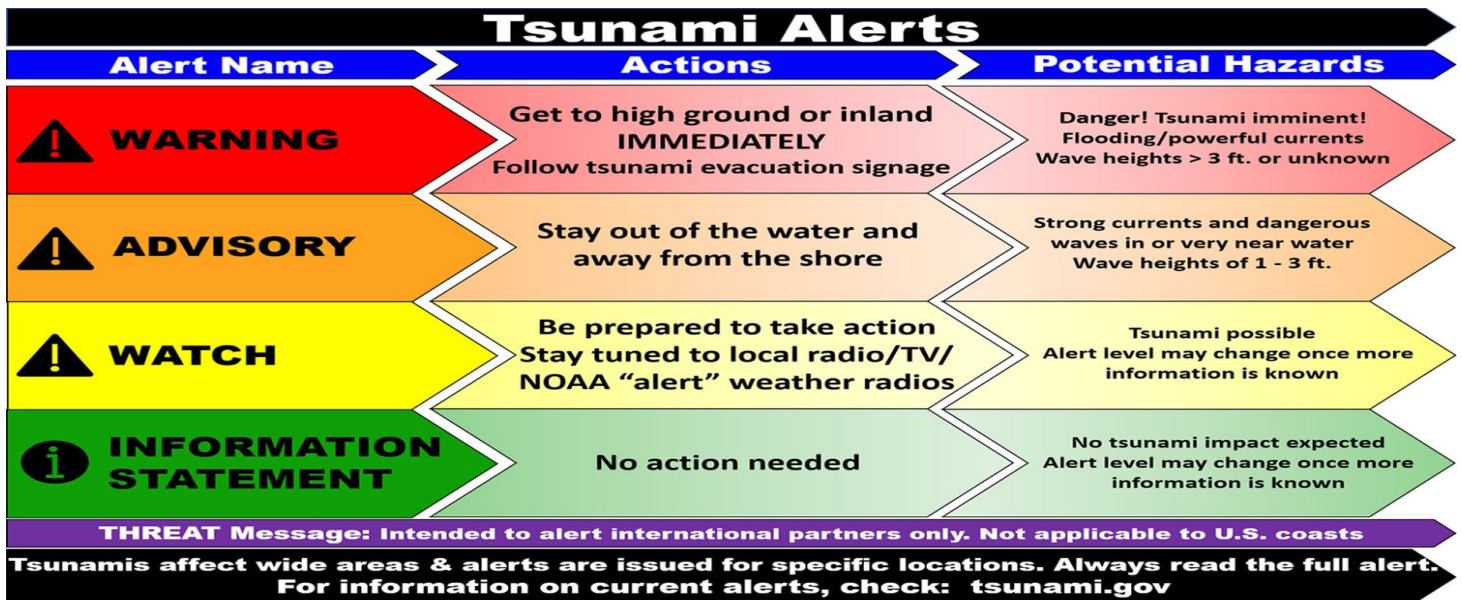 Tsunami Alerts
Alert Name
Actions
Potential Hazards
WARNING
Get to high ground or inland
IMMEDIATELY
Follow tsunami evacuation signage
Danger! Tsunami imminent!
Flooding/powerful currents
Wave heights > 3 ft. or unknown
ADVISORY
Stay out of the water and
away from the shore
Strong currents and dangerous
waves in or very near water
Wave heights of 1 - 3 ft.
WATCH
Be prepared to take action
Stay tuned to local radio/TV/
NOAA “alert” weather radios
Tsunami possible
Alert level may change once more
information is known
INFORMATION
STATEMENT
No action needed
No tsunami impact expected
Alert level may change once more
information is known
THREAT Message: Intended to alert international partners only. Not applicable to U.S. coasts
Tsunamis affect wide areas & alerts are issued for specific locations. Always read the full alert.
For information on current alerts, check: tsunami.gov